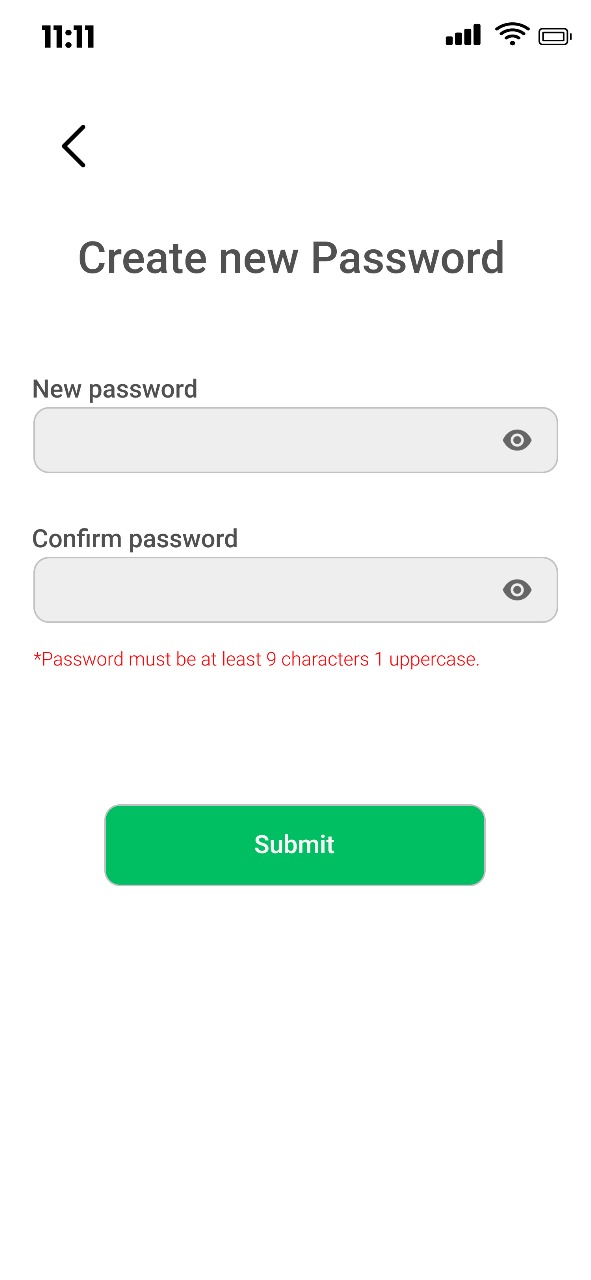 11:11
Create new Password
New password
Confirm password
*Password must be at least 9 characters 1 uppercase.
Submit